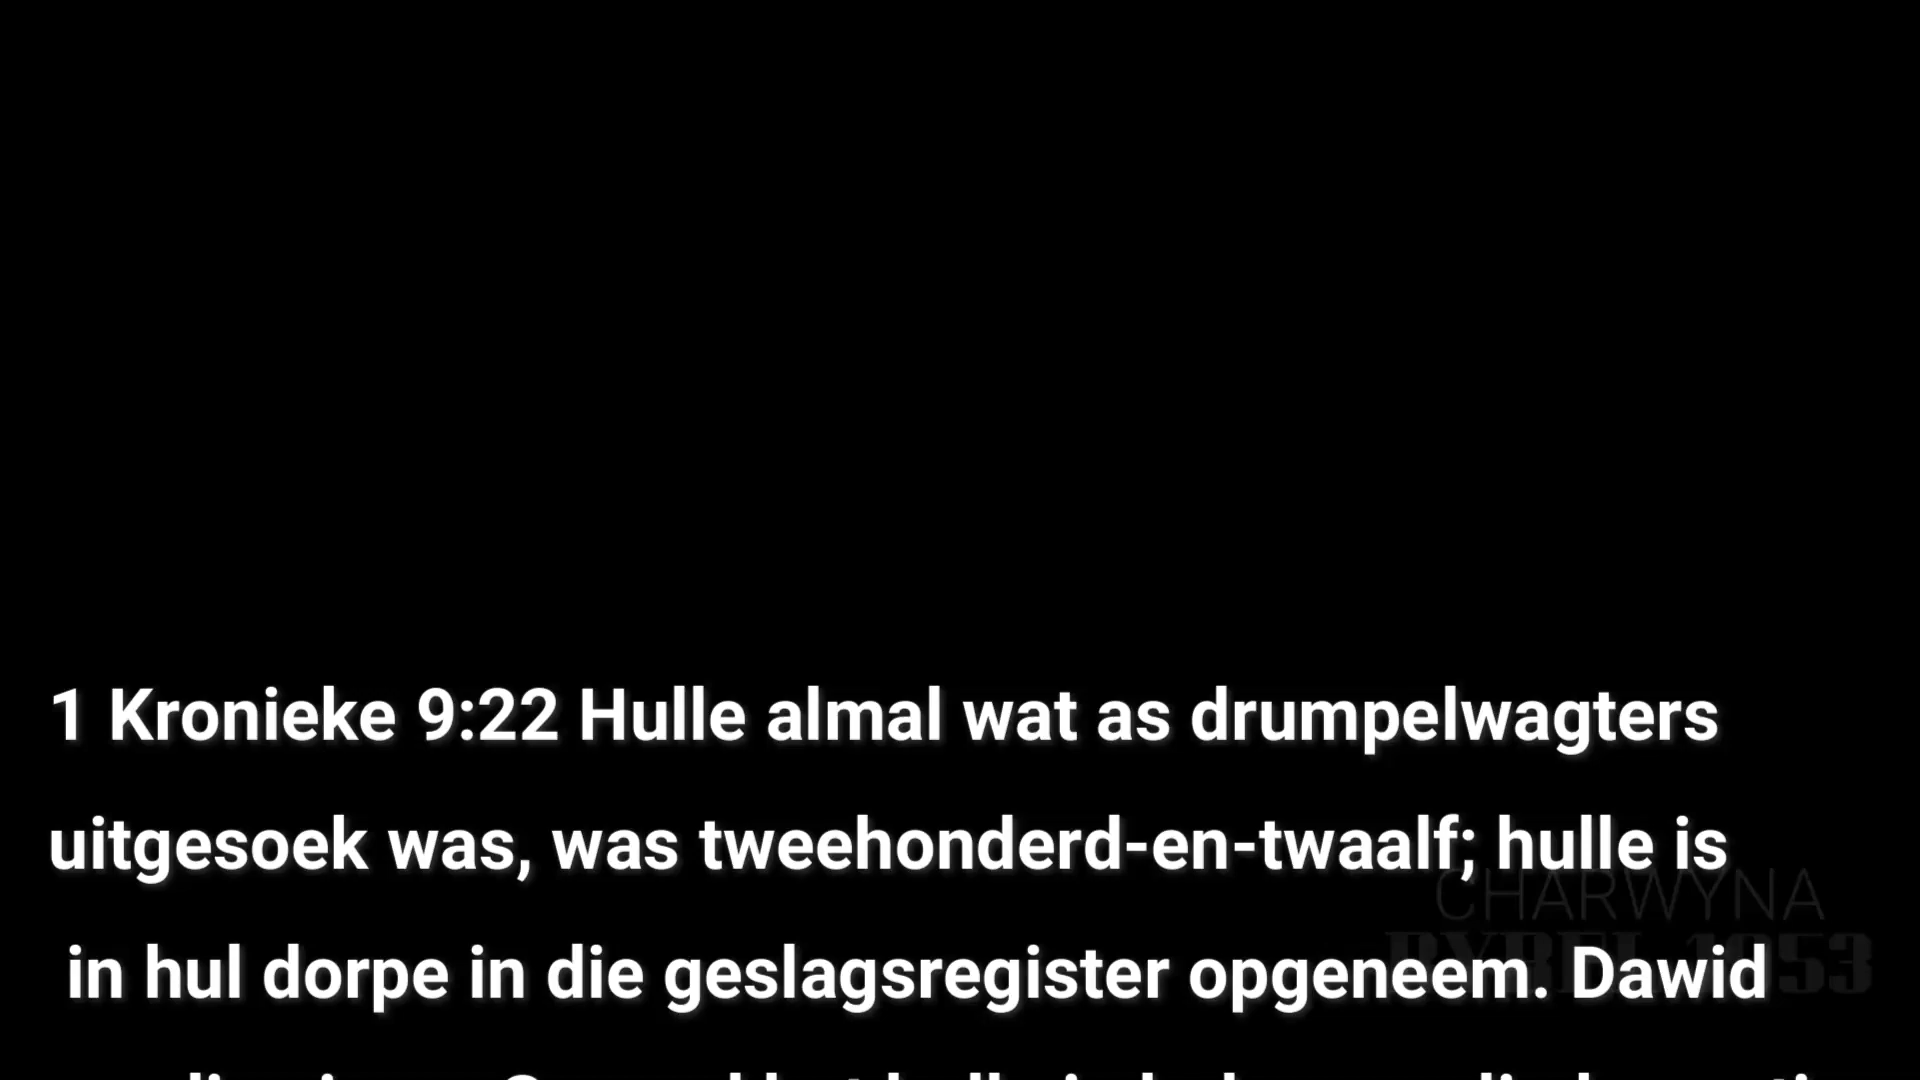 1 Kronieke 9:22 Hulle almal wat as drumpelwagters
uitgesoek was, was tweehonderd-en-twaalf; hulle is
CHARWYNA
in hul dorpe in die geslagsregister opgeneem. Dawid